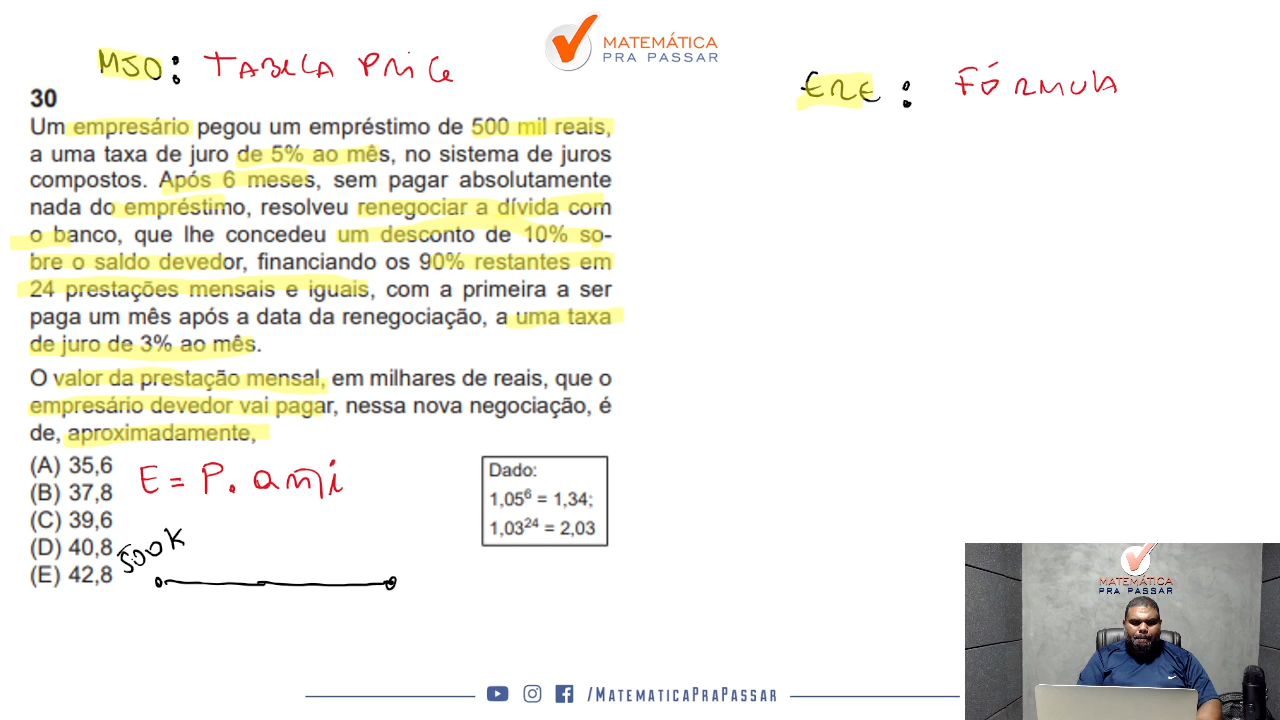 MATEMÁTICA
PRA PASSAR
MSO: TABELA PRICE
ERE: FÓRMULA
30
Um empresário pegou um empréstimo de 500 mil reais,
a uma taxa de juro de 5% ao mês, no sistema de juros
compostos. Após 6 meses, sem pagar absolutamente
nada do empréstimo, resolveu renegociar a dívida com
o banco, que lhe concedeu um desconto de 10% so-
bre o saldo devedor, financiando os 90% restantes em
24 prestações mensais e iguais, com a primeira a ser
paga um mês após a data da renegociação, a uma taxa
de juro de 3% ao mês.
O valor da prestação mensal, em milhares de reais, que o
empresário devedor vai pagar, nessa nova negociação, é
de, aproximadamente,
(A) 35,6
(B) 37,8
(C) 39,6
(D) 40,8
(E) 42,8
E = P. an¬i
Dado:
1,05⁶ = 1,34;
1,03²⁴ = 2,03
500K
MATEMÁTICA
PRA PASSAR
/MATEMATICAPRAPASSAR